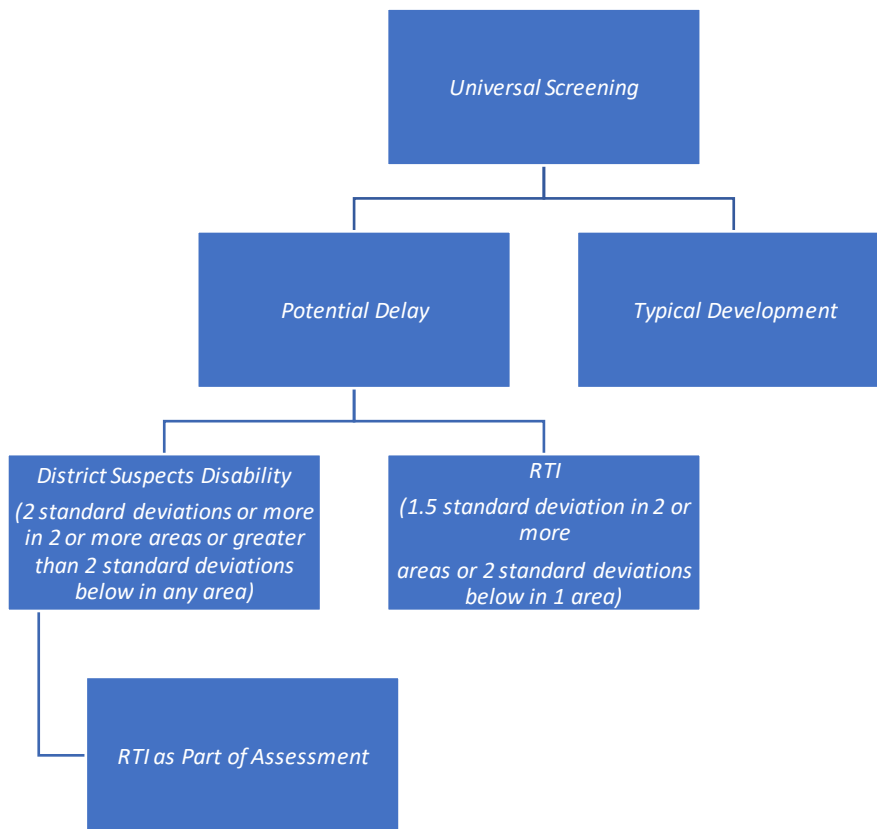 Universal Screening
Potential Delay
Typical Development
District Suspects Disability
(2 standard deviations or more
in 2 or more areas or greater
than 2 standard deviations
below in any area)
RTI
(1.5 standard deviation in 2 or
more
areas or 2 standard deviations
below in 1 area)
RTI as Part of Assessment